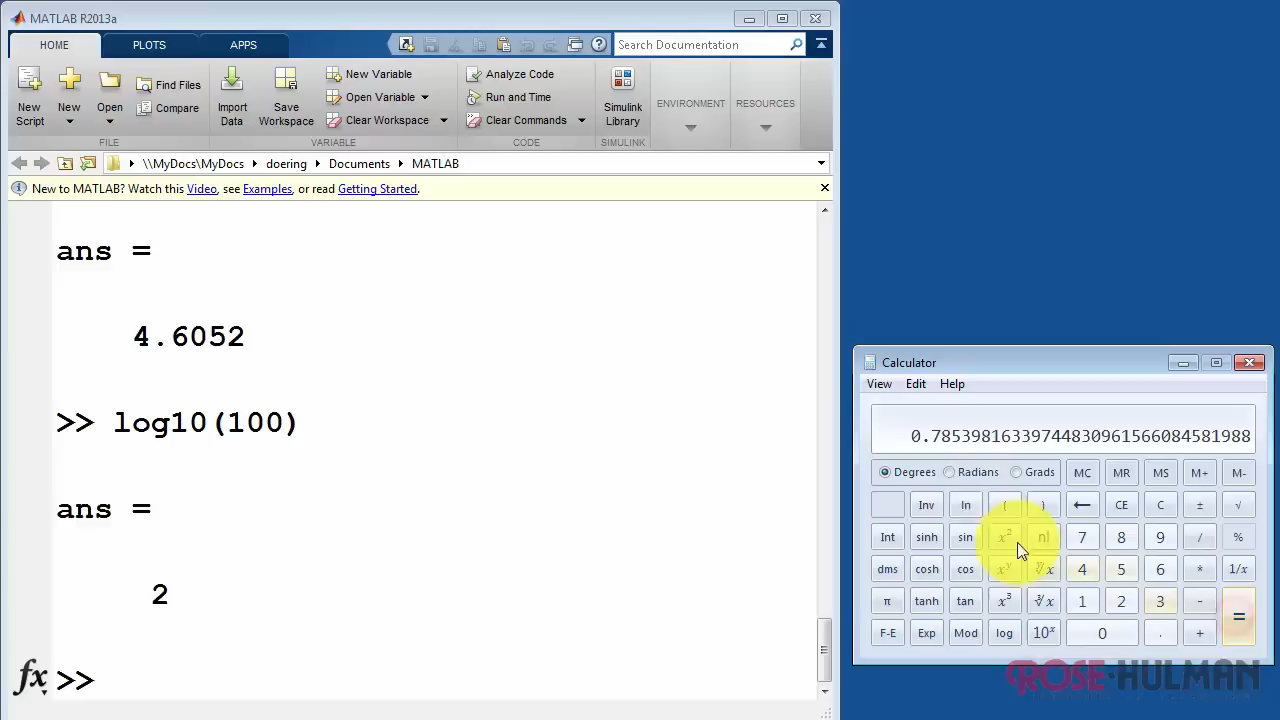 MATLAB R2013a
HOME PLOTS APPS
Search Documentation
New Script
New
Open
Find Files
Compare
FILE
Import Data
Save Workspace
New Variable
Open Variable
Clear Workspace
VARIABLE
Analyze Code
Run and Time
Clear Commands
CODE
Simulink Library
SIMULINK
ENVIRONMENT
RESOURCES
\\MyDocs\MyDocs doering Documents MATLAB
New to MATLAB? Watch this Video, see Examples, or read Getting Started.
ans =
4.6052
>> log10(100)
ans =
2
fx >>
Calculator
View Edit Help
0.78539816339744830961566084581988
Degrees Radians Grads MC MR MS M+ M-
Inv ln ( ) ← CE C ± √
Int sinh sin x² n! 7 8 9 / %
dms cosh cos xʸ ʸ√x 4 5 6 * 1/x
π tanh tan x³ ³√x 1 2 3 - =
F-E Exp Mod log 10ˣ 0 . +
ROSE-HULMAN